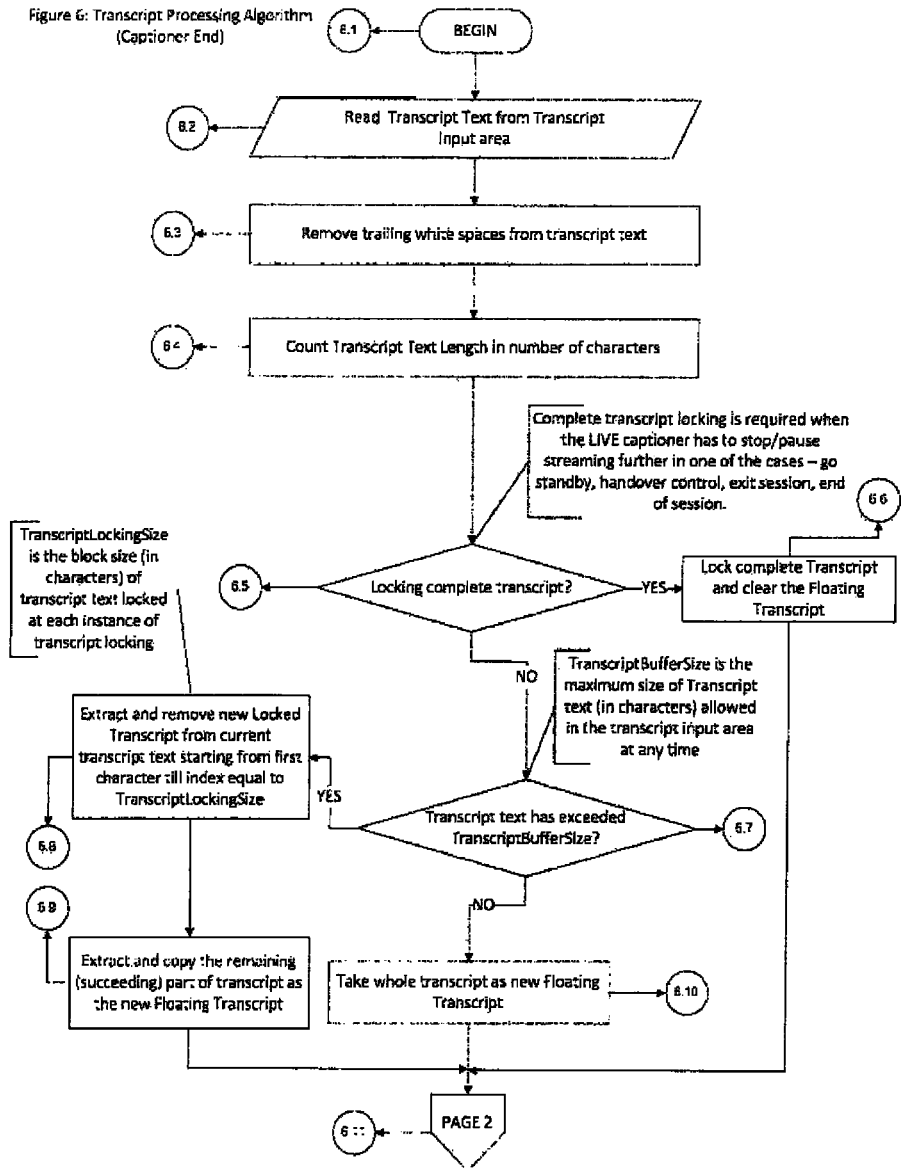 Figure 6: Transcript Processing Algorithm
(Captioner End)
6.1
BEGIN
6.2
Read Transcript Text from Transcript
Input area
6.3
Remove trailing white spaces from transcript text
6.4
Count Transcript Text Length in number of characters
Complete transcript locking is required when
the LIVE captioner has to stop/pause
streaming further in one of the cases – go
standby, handover control, exit session, end
of session.
6.6
TranscriptLockingSize
is the block size (in
characters) of
transcript text locked
at each instance of
transcript locking
6.5
Locking complete transcript?
YES
Lock complete Transcript
and clear the Floating
Transcript
NO
TranscriptBufferSize is the
maximum size of Transcript
text (in characters) allowed
in the transcript input area
at any time
Extract and remove new Locked
Transcript from current
transcript text starting from first
character till index equal to
TranscriptLockingSize
YES
Transcript text has exceeded
TranscriptBufferSize?
6.7
6.8
6.9
NO
Extract and copy the remaining
(succeeding) part of transcript as
the new Floating Transcript
Take whole transcript as new Floating
Transcript
6.10
PAGE 2
6.11